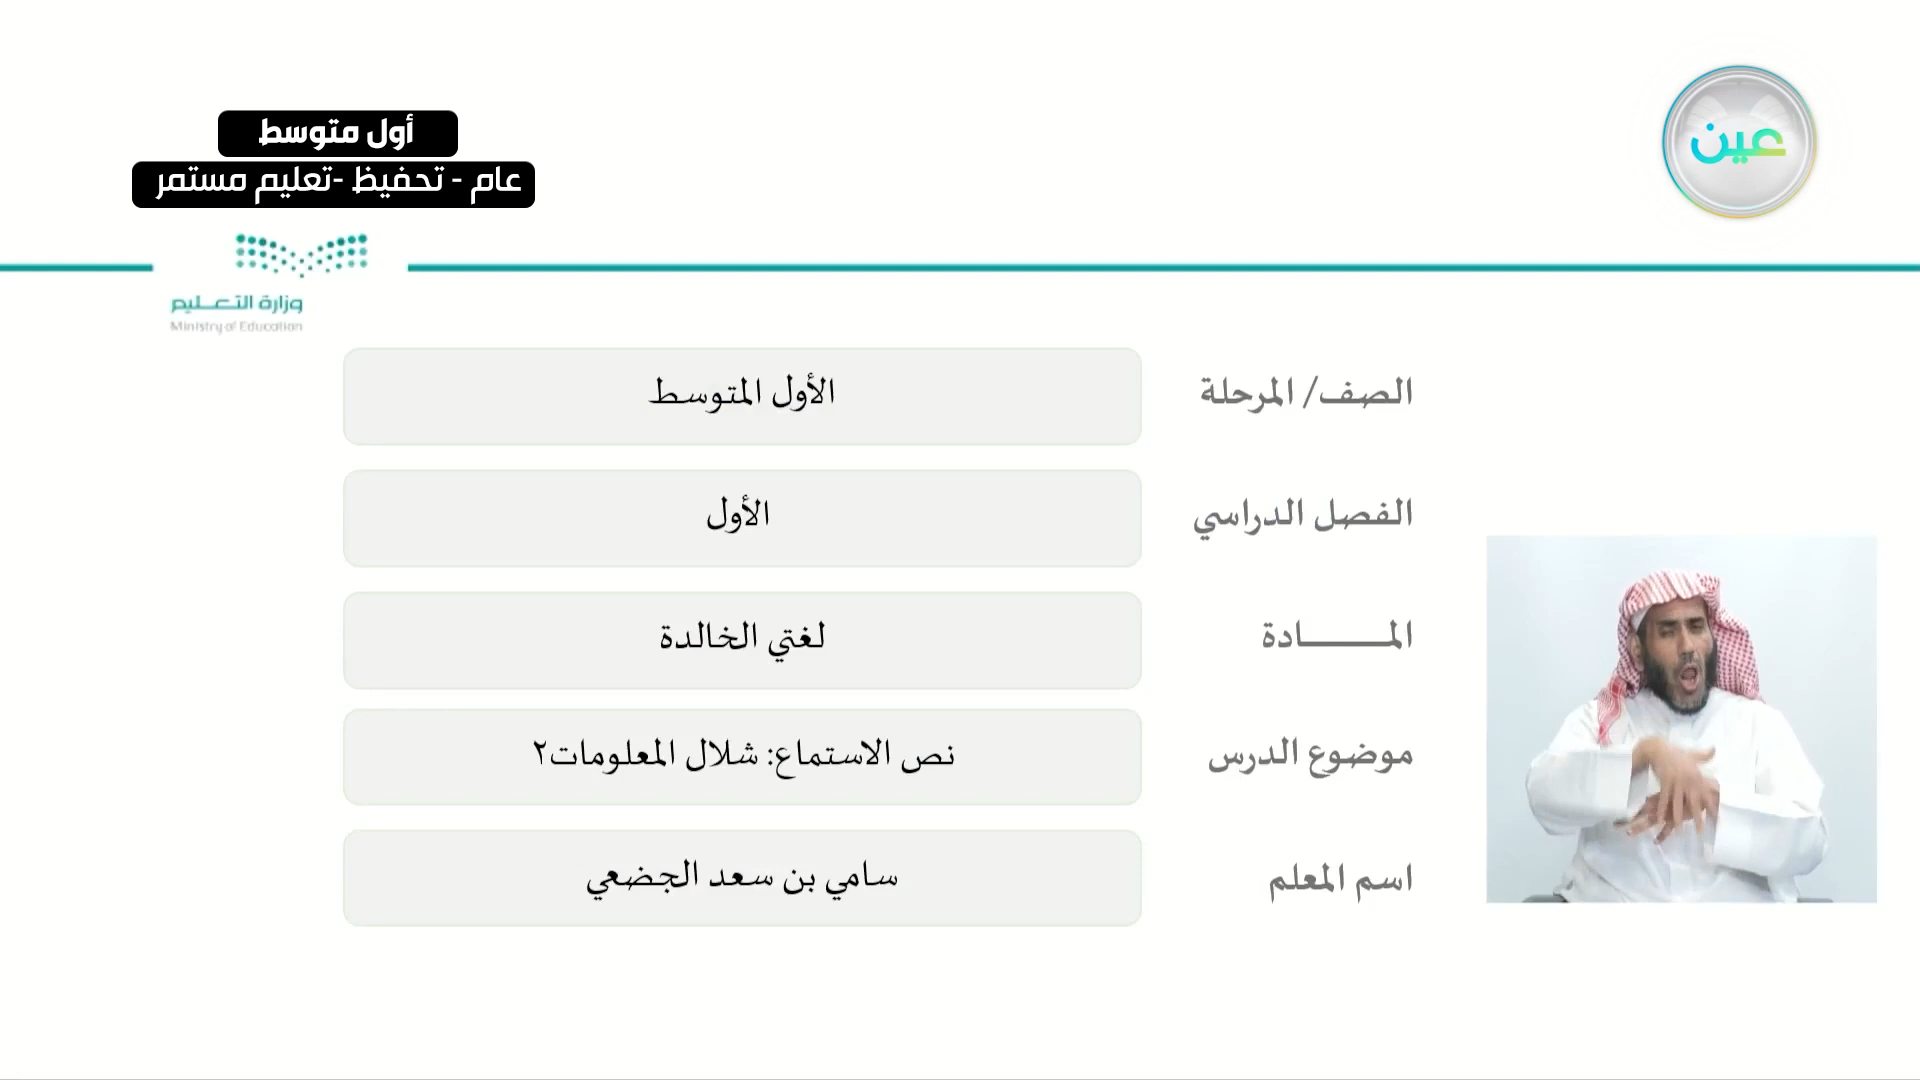 عين
أول متوسط
عام - تحفيظ -تعليم مستمر
وزارة التعليم
Ministry of Education
الصف/ المرحلة الأول المتوسط
الفصل الدراسي الأول
المـــــــادة لغتي الخالدة
موضوع الدرس نص الاستماع: شلال المعلومات٢
اسم المعلم سامي بن سعد الجضعي